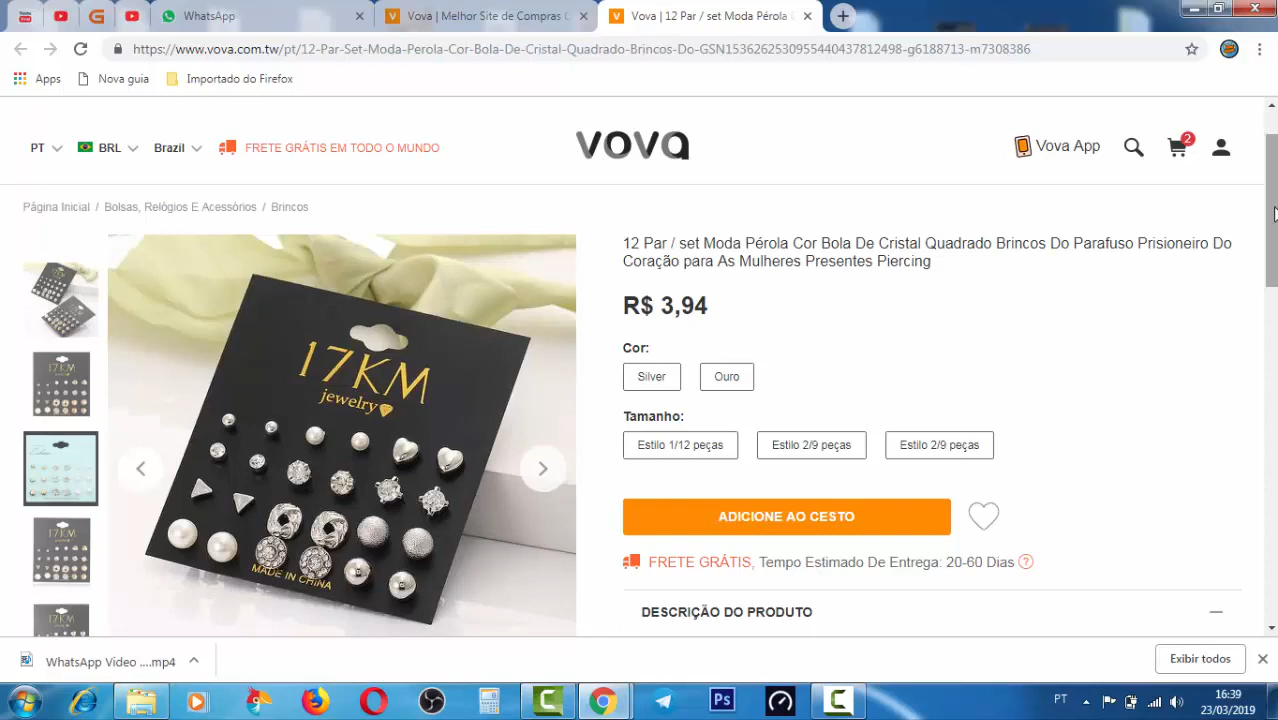 WhatsApp
Vova | Melhor Site de Compras O
Vova | 12 Par / set Moda Pérola
https://www.vova.com.tw/pt/12-Par-Set-Moda-Perola-Cor-Bola-De-Cristal-Quadrado-Brincos-Do-GSN1536262530955440437812498-g6188713-m7308386
Apps
Nova guia
Importado do Firefox
PT
BRL
Brazil
FRETE GRÁTIS EM TODO O MUNDO
vova
Vova App
2
Página Inicial / Bolsas, Relógios E Acessórios / Brincos
12 Par / set Moda Pérola Cor Bola De Cristal Quadrado Brincos Do Parafuso Prisioneiro Do
Coração para As Mulheres Presentes Piercing
R$ 3,94
Cor:
Silver
Ouro
Tamanho:
Estilo 1/12 peças
Estilo 2/9 peças
Estilo 2/9 peças
ADICIONE AO CESTO
FRETE GRÁTIS, Tempo Estimado De Entrega: 20-60 Dias ?
DESCRIÇÃO DO PRODUTO
17KM
jewelry
MADE IN CHINA
17KM
17KM
WhatsApp Vídeo ....mp4
Exibir todos
Ps
PT
16:39
23/03/2019